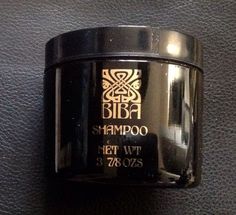 BIBA
SHAMPOO
NET WT
3 7/8 OZS